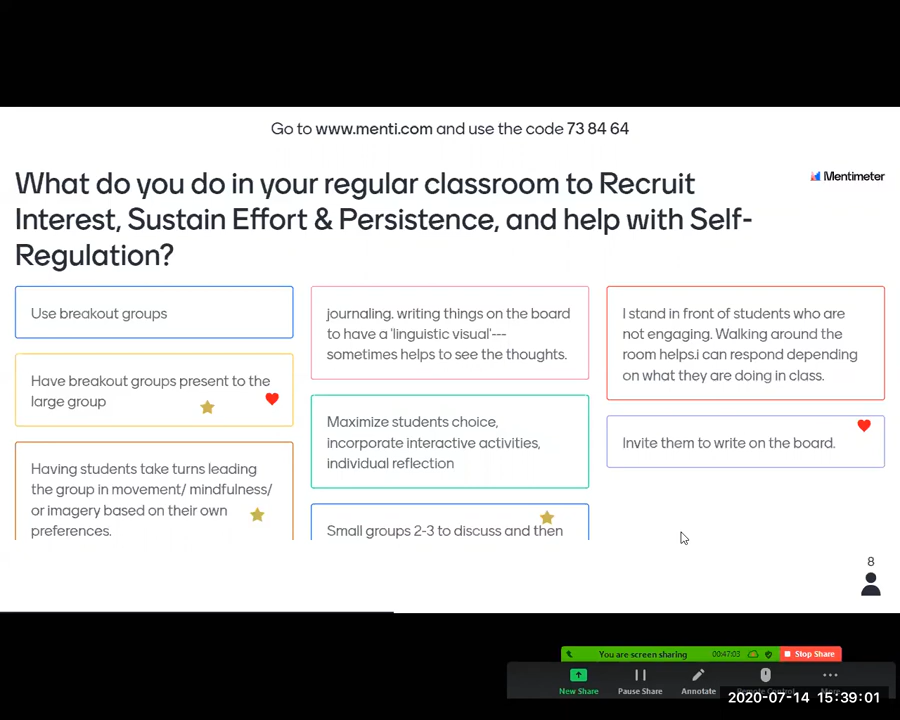 Go to www.menti.com and use the code 73 84 64
What do you do in your regular classroom to Recruit
Interest, Sustain Effort & Persistence, and help with Self-
Regulation?
Mentimeter
Use breakout groups
Have breakout groups present to the
large group
Having students take turns leading
the group in movement/ mindfulness/
or imagery based on their own
preferences.
journaling. writing things on the board
to have a 'linguistic visual'---
sometimes helps to see the thoughts.
Maximize students choice,
incorporate interactive activities,
individual reflection
Small groups 2-3 to discuss and then
I stand in front of students who are
not engaging. Walking around the
room helps.i can respond depending
on what they are doing in class.
Invite them to write on the board.
8
You are screen sharing
00:47:03
Stop Share
New Share
Pause Share
Annotate
2020-07-14 15:39:01